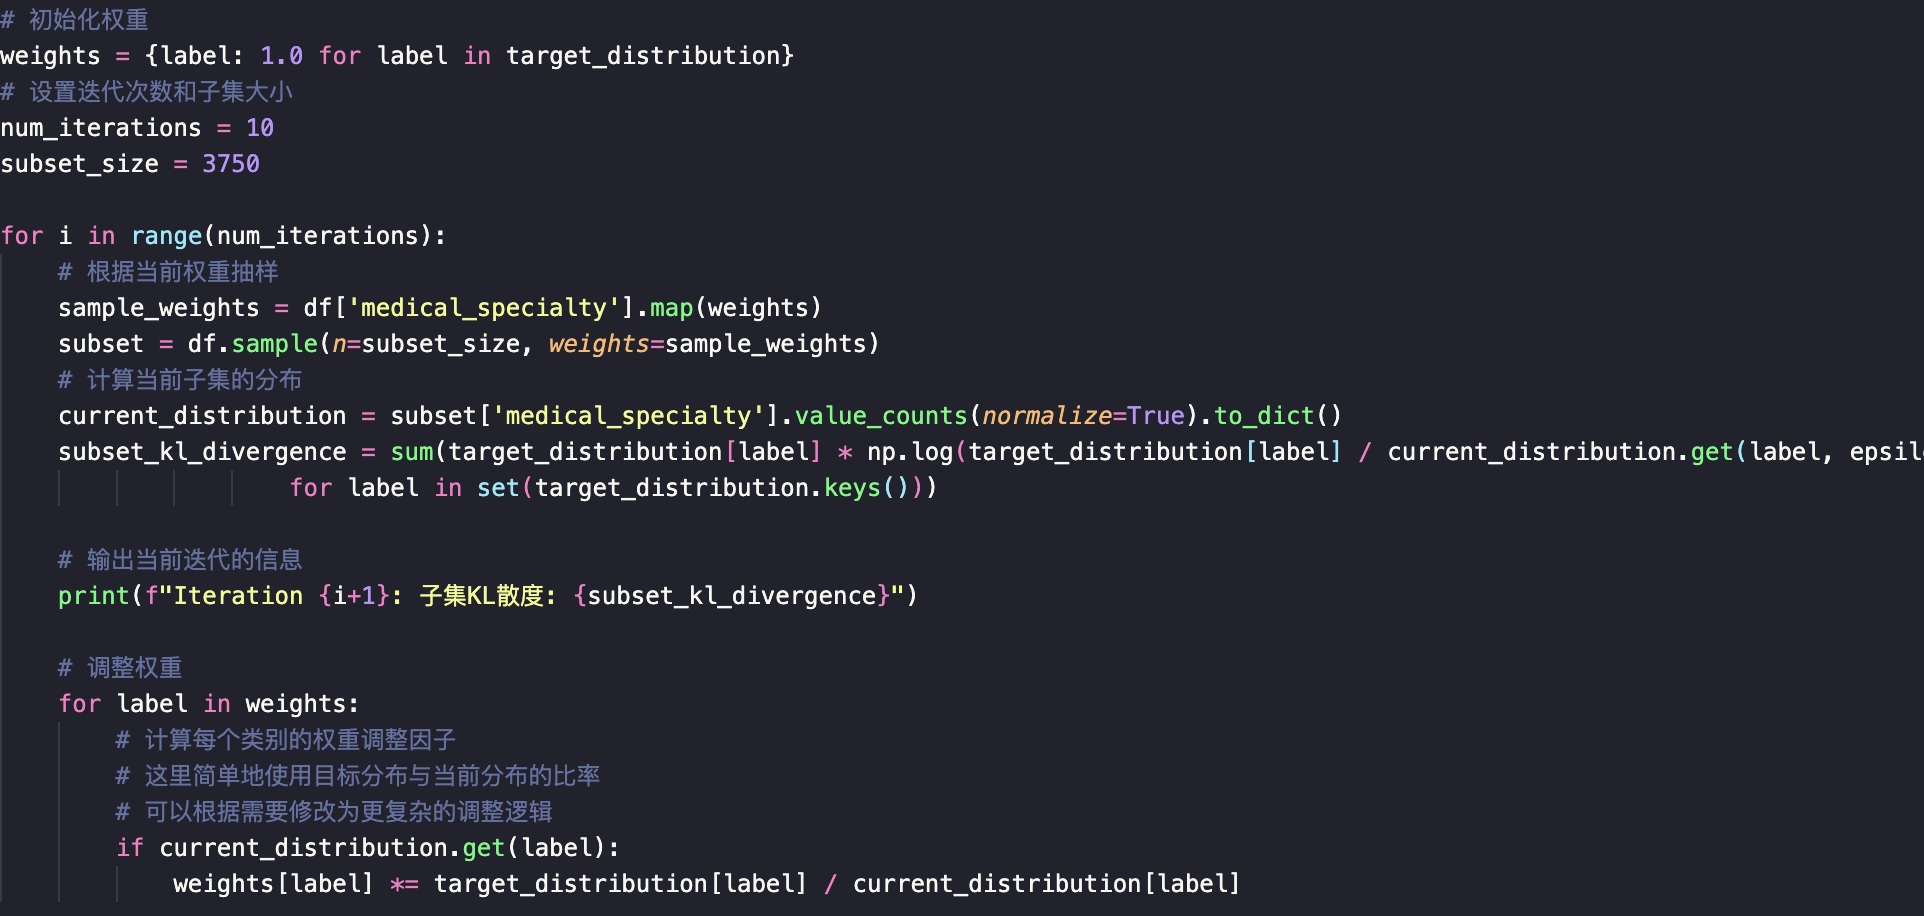 # 初始化权重
weights = {label: 1.0 for label in target_distribution}
# 设置迭代次数和子集大小
num_iterations = 10
subset_size = 3750
for i in range(num_iterations):
# 根据当前权重抽样
sample_weights = df['medical_specialty'].map(weights)
subset = df.sample(n=subset_size, weights=sample_weights)
# 计算当前子集的分布
current_distribution = subset['medical_specialty'].value_counts(normalize=True).to_dict()
subset_kl_divergence = sum(target_distribution[label] * np.log(target_distribution[label] / current_distribution.get(label,
for label in set(target_distribution.keys()))
# 输出当前迭代的信息
print(f"Iteration {i+1}: 子集KL散度: {subset_kl_divergence}")
# 调整权重
for label in weights:
# 计算每个类别的权重调整因子
# 这里简单地使用目标分布与当前分布的比率
# 可以根据需要修改为更复杂的调整逻辑
if current_distribution.get(label):
weights[label] *= target_distribution[label] / current_distribution[label]